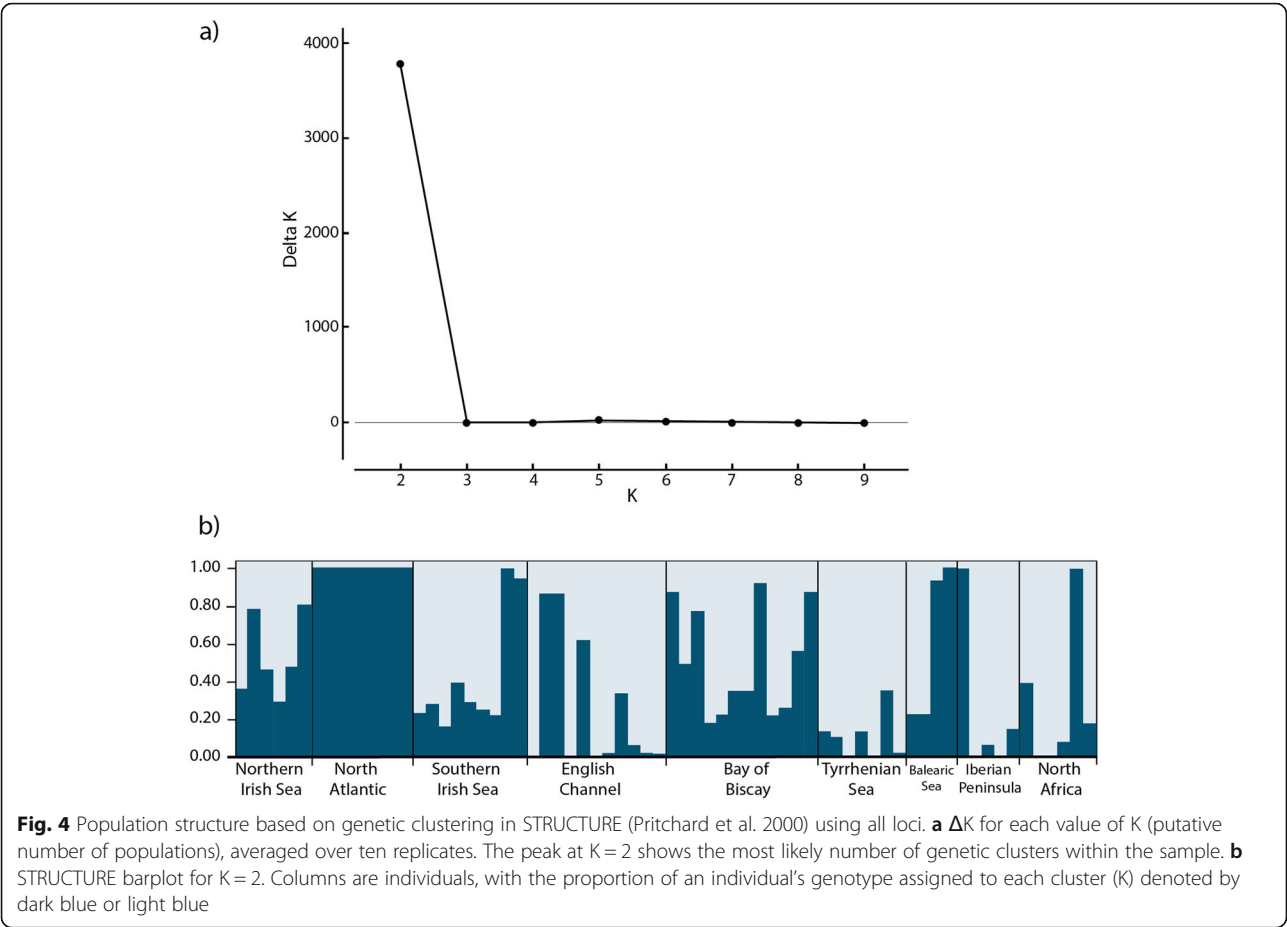 a)
4000
3000
2000
1000
0
Delta K
2 3 4 5 6 7 8 9
K
b)
1.00
0.80
0.60
0.40
0.20
0.00
Northern Irish Sea
North Atlantic
Southern Irish Sea
English Channel
Bay of Biscay
Tyrrhenian Sea
Balearic Sea
Iberian Peninsula
North Africa
Fig. 4 Population structure based on genetic clustering in STRUCTURE (Pritchard et al. 2000) using all loci. a ΔK for each value of K (putative
number of populations), averaged over ten replicates. The peak at K = 2 shows the most likely number of genetic clusters within the sample. b
STRUCTURE barplot for K = 2. Columns are individuals, with the proportion of an individual's genotype assigned to each cluster (K) denoted by
dark blue or light blue